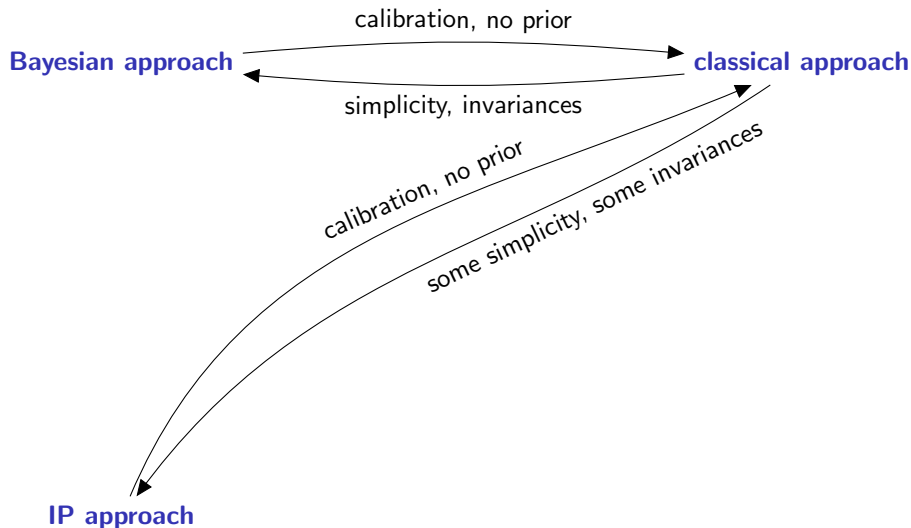 calibration, no prior
Bayesian approach
classical approach
simplicity, invariances
calibration, no prior
some simplicity, some invariances
IP approach